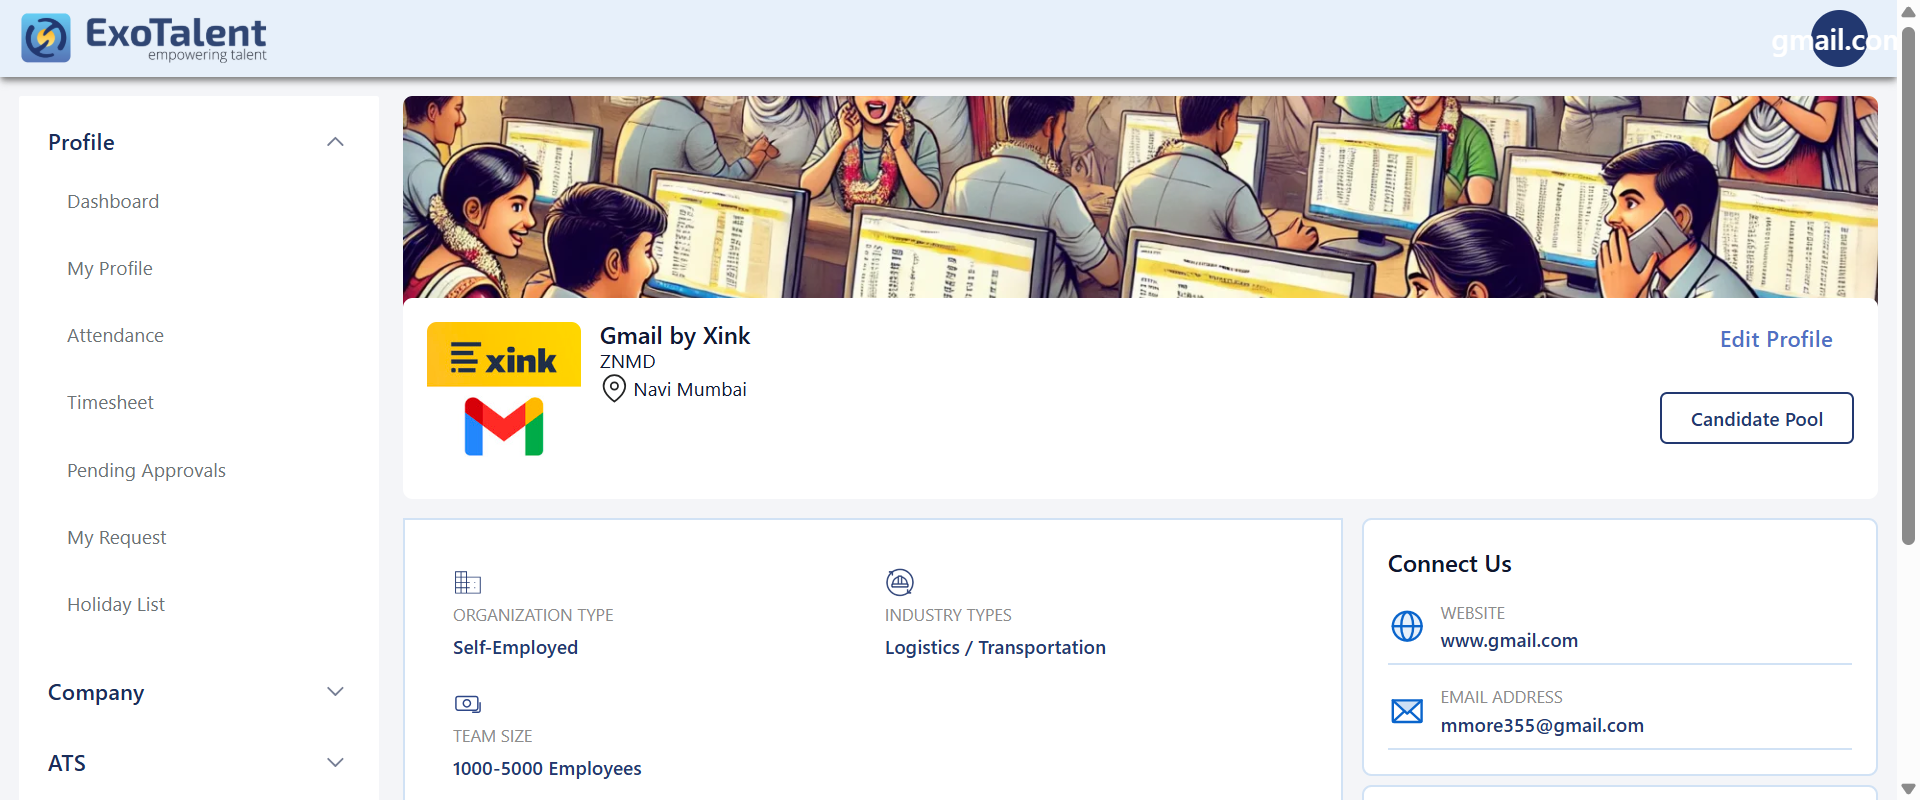 ExoTalent
empowering talent
gmail.com
Profile
Dashboard
My Profile
Attendance
Timesheet
Pending Approvals
My Request
Holiday List
Company
ATS
xink
Gmail by Xink
ZNMD
Navi Mumbai
Edit Profile
Candidate Pool
ORGANIZATION TYPE
Self-Employed
INDUSTRY TYPES
Logistics / Transportation
TEAM SIZE
1000-5000 Employees
Connect Us
WEBSITE
www.gmail.com
EMAIL ADDRESS
mmore355@gmail.com